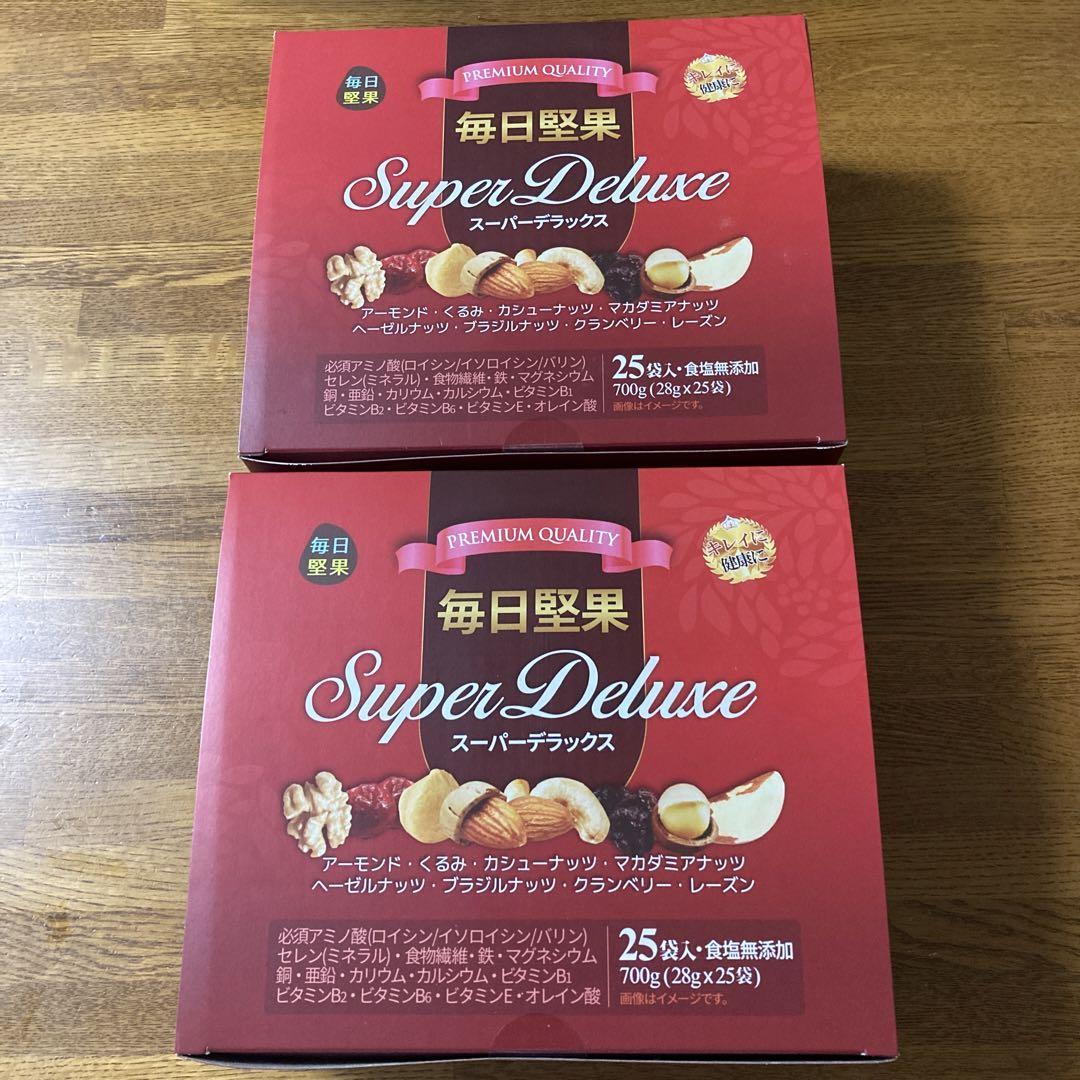 PREMIUM QUALITY
毎日
堅果
キレイに
健康に
毎日堅果
Super Deluxe
スーパーデラックス
アーモンド・くるみ・カシューナッツ・マカダミアナッツ
ヘーゼルナッツ・ブラジルナッツ・クランベリー・レーズン
必須アミノ酸(ロイシン/イソロイシン/バリン)
セレン(ミネラル)・食物繊維・鉄・マグネシウム
銅・亜鉛・カリウム・カルシウム・ビタミンB1
ビタミンB2・ビタミンB6・ビタミンE・オレイン酸
25袋入・食塩無添加
700g(28gx25袋)
画像はイメージです。
PREMIUM QUALITY
毎日
堅果
キレイに
健康に
毎日堅果
Super Deluxe
スーパーデラックス
アーモンド・くるみ・カシューナッツ・マカダミアナッツ
ヘーゼルナッツ・ブラジルナッツ・クランベリー・レーズン
必須アミノ酸(ロイシン/イソロイシン/バリン)
セレン(ミネラル)・食物繊維・鉄・マグネシウム
銅・亜鉛・カリウム・カルシウム・ビタミンB1
ビタミンB2・ビタミンB6・ビタミンE・オレイン酸
25袋入・食塩無添加
700g(28gx25袋)
画像はイメージです。